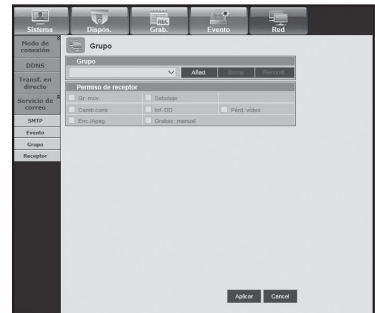 Sistema Dispos. Grab. Evento Red
Modo de conexión
DDNS
Transf. en directo
Servicio de correo
SMTP
Evento
Grupo
Receptor
Grupo
Grupo
Añad. Borrar Renomb.
Permiso de receptor
Gr. mov. Sabotaje
Camb contr Inf. DD Pérd. vídeo
Enc./Apag. Grabac. manual
Aplicar Cancel